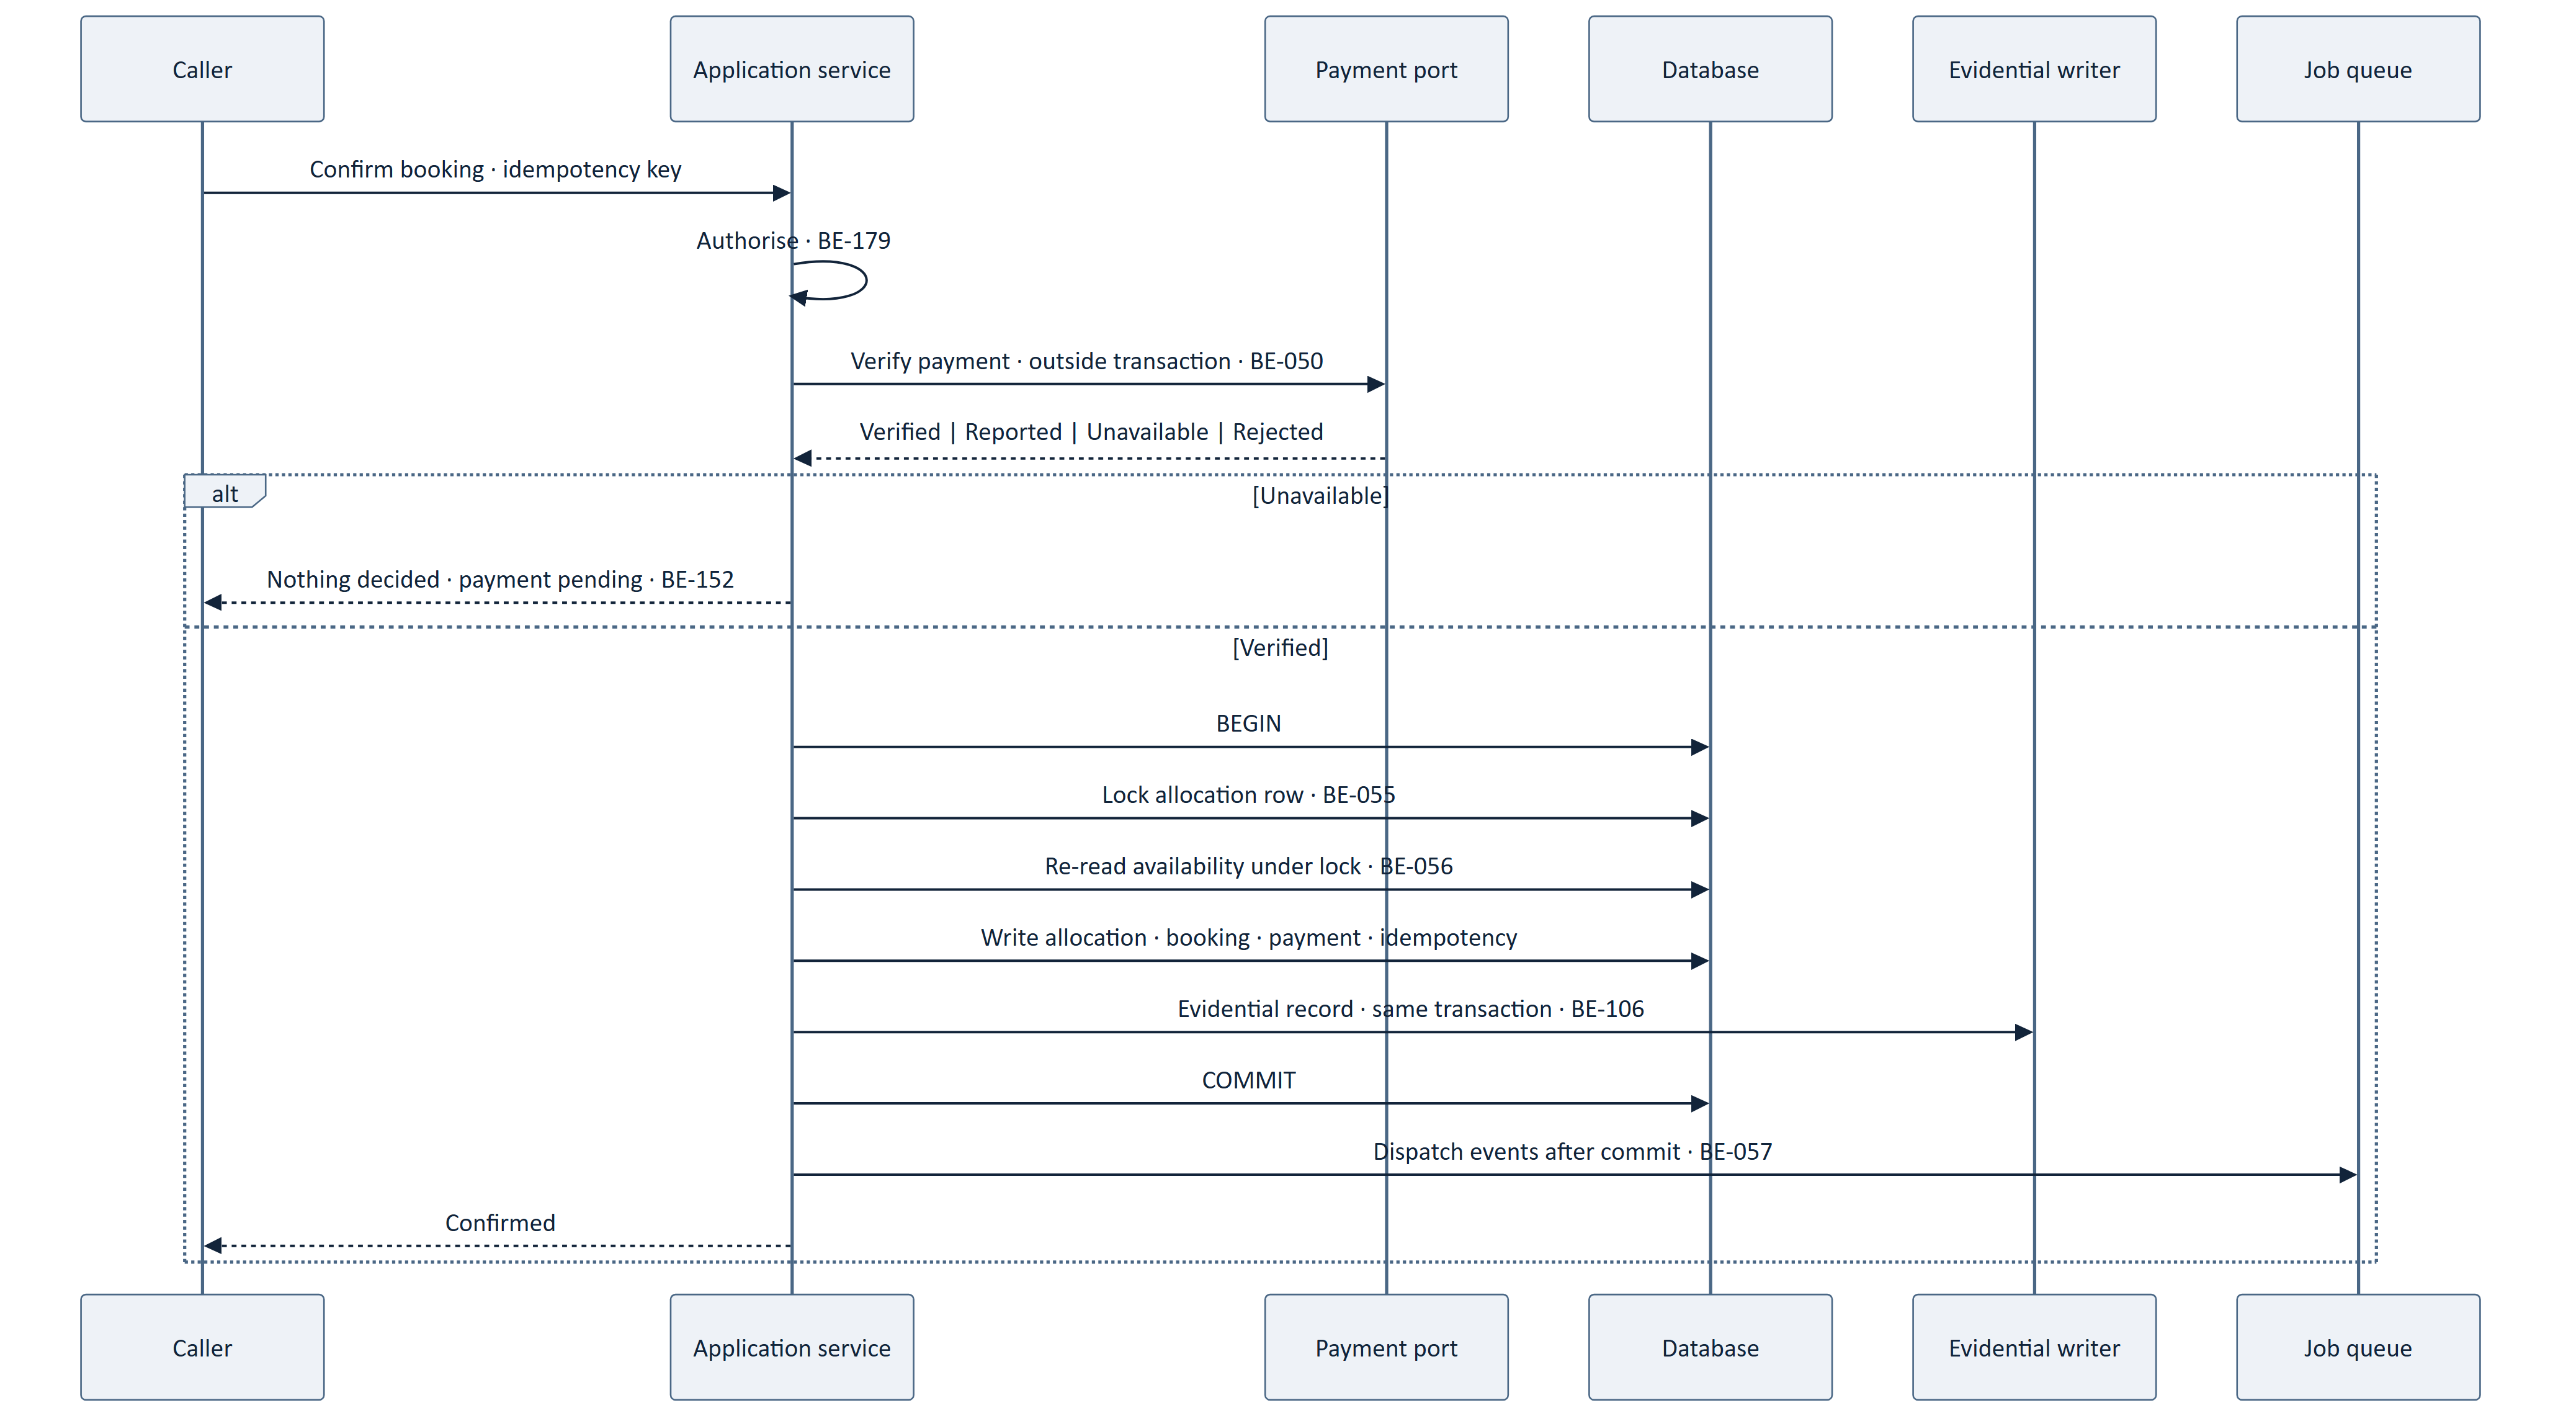 Caller
Application service
Payment port
Database
Evidential writer
Job queue
Confirm booking · idempotency key
Authorise · BE-179
Verify payment · outside transaction · BE-050
Verified | Reported | Unavailable | Rejected
alt
[Unavailable]
Nothing decided · payment pending · BE-152
[Verified]
BEGIN
Lock allocation row · BE-055
Re-read availability under lock · BE-056
Write allocation · booking · payment · idempotency
Evidential record · same transaction · BE-106
COMMIT
Dispatch events after commit · BE-057
Confirmed
Caller
Application service
Payment port
Database
Evidential writer
Job queue